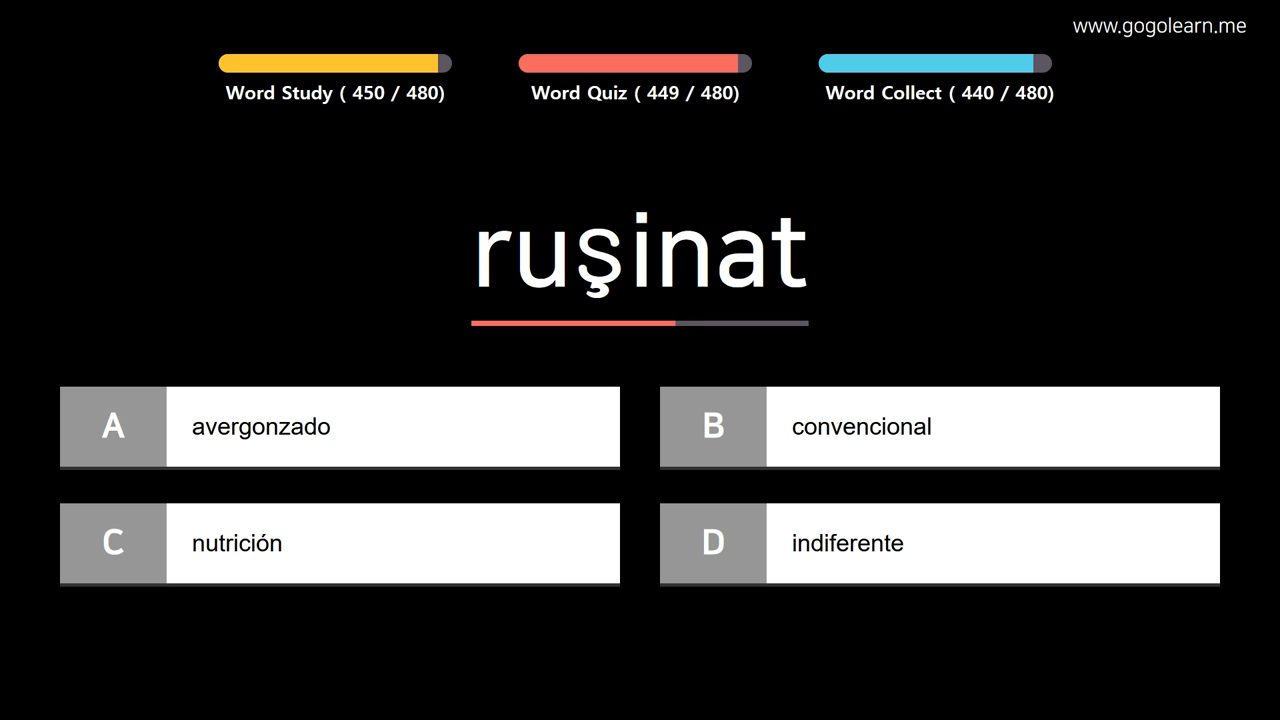 www.gogolearn.me
Word Study ( 450 / 480)
Word Quiz ( 449 / 480)
Word Collect ( 440 / 480)
rușinat
A avergonzado
B convencional
C nutrición
D indiferente